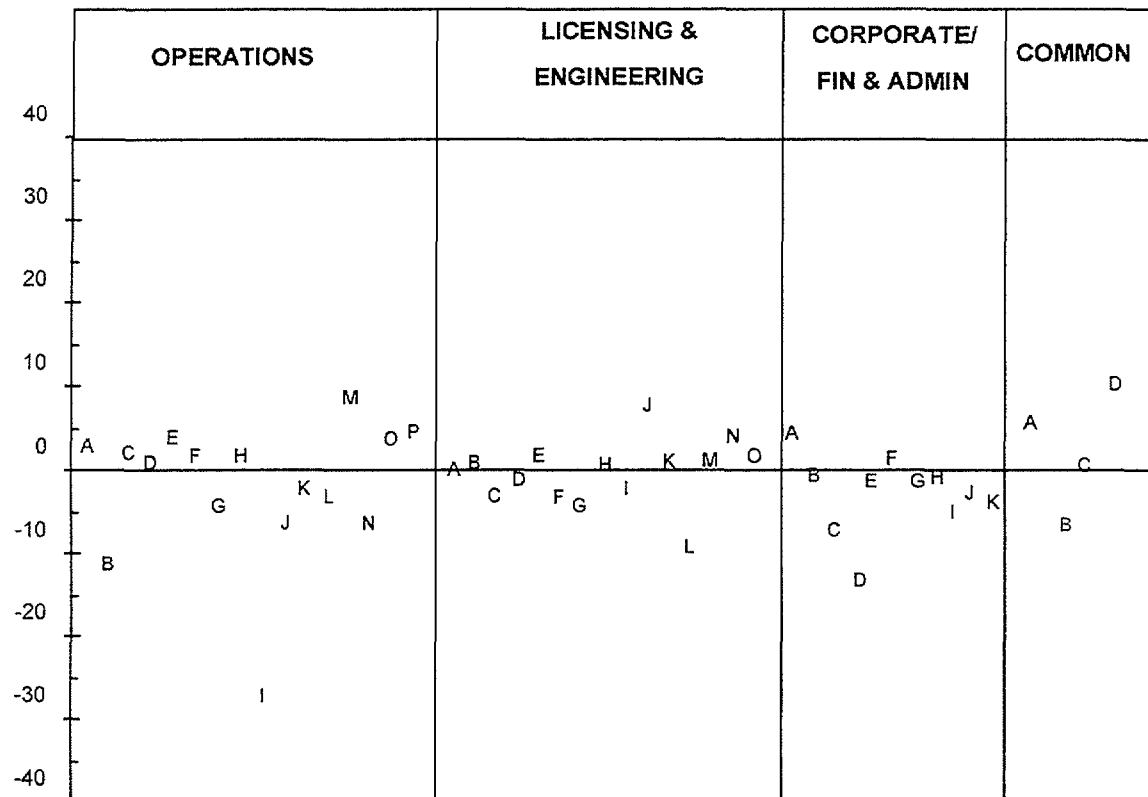 OPERATIONS
LICENSING &
ENGINEERING
CORPORATE/
FIN & ADMIN
COMMON
40
30
20
10
0
-10
-20
-30
-40
A B C D E F G H I J K L M N O P
A B C D E F G H I J K L M N O
A B C D E F G H I J K
A B C D